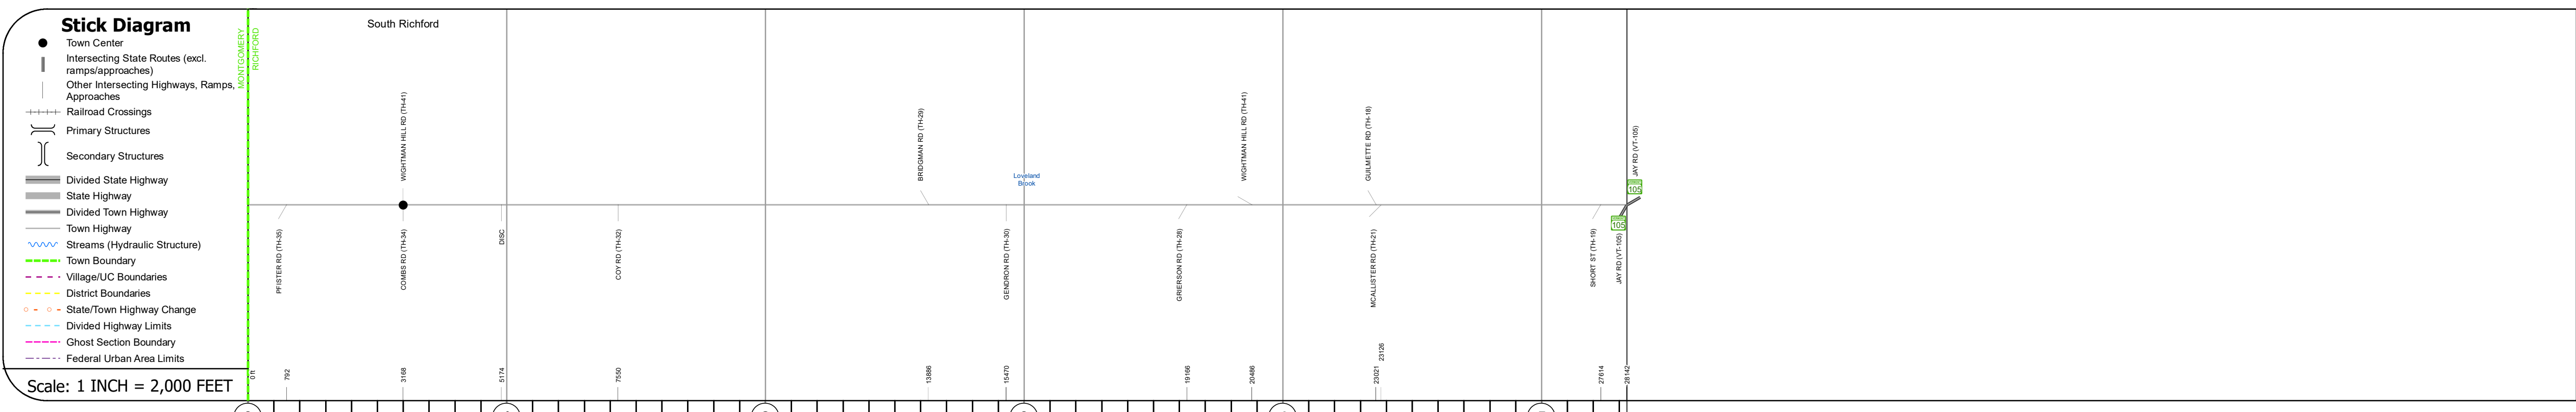 Stick Diagram
Town Center
Intersecting State Routes (excl.
ramps/approaches)
Other Intersecting Highways, Ramps,
Approaches
Railroad Crossings
Primary Structures
Secondary Structures
Divided State Highway
State Highway
Divided Town Highway
Town Highway
Streams (Hydraulic Structure)
Town Boundary
Village/UC Boundaries
District Boundaries
State/Town Highway Change
Divided Highway Limits
Ghost Section Boundary
Federal Urban Area Limits
Scale: 1 INCH = 2,000 FEET
MONTGOMERY
RICHFORD
South Richford
PFISTER RD (TH-35)
WIGHTMAN HILL RD (TH-41)
COMBS RD (TH-34)
DISC
COY RD (TH-32)
BRIDGMAN RD (TH-29)
GENDRON RD (TH-30)
Loveland
Brook
GRIERSON RD (TH-28)
WIGHTMAN HILL RD (TH-41)
GUILMETTE RD (TH-18)
MCALLISTER RD (TH-21)
SHORT ST (TH-19)
JAY RD (VT-105)
105
105
JAY RD (VT-105)
0 ft
792
3168
5174
7550
13886
15470
19166
20486
23021
23126
27614
28142